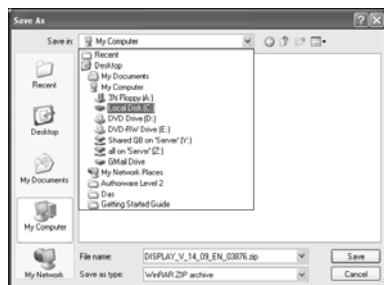 Save As
Save in:
My Computer
Recent
Desktop
My Documents
My Computer
3½ Floppy (A:)
Local Disk (C:)
DVD Drive (D:)
DVD-RW Drive (E:)
Shared QB on 'Server' (Y:)
all on 'Server' (Z:)
GMail Drive
My Network Places
Authorware Level 2
Das
Getting Started Guide
Recent
Desktop
My Documents
My Computer
My Network
File name:
DISPLAY_V_14_09_EN_03876.zip
Save
Save as type:
WinRAR ZIP archive
Cancel